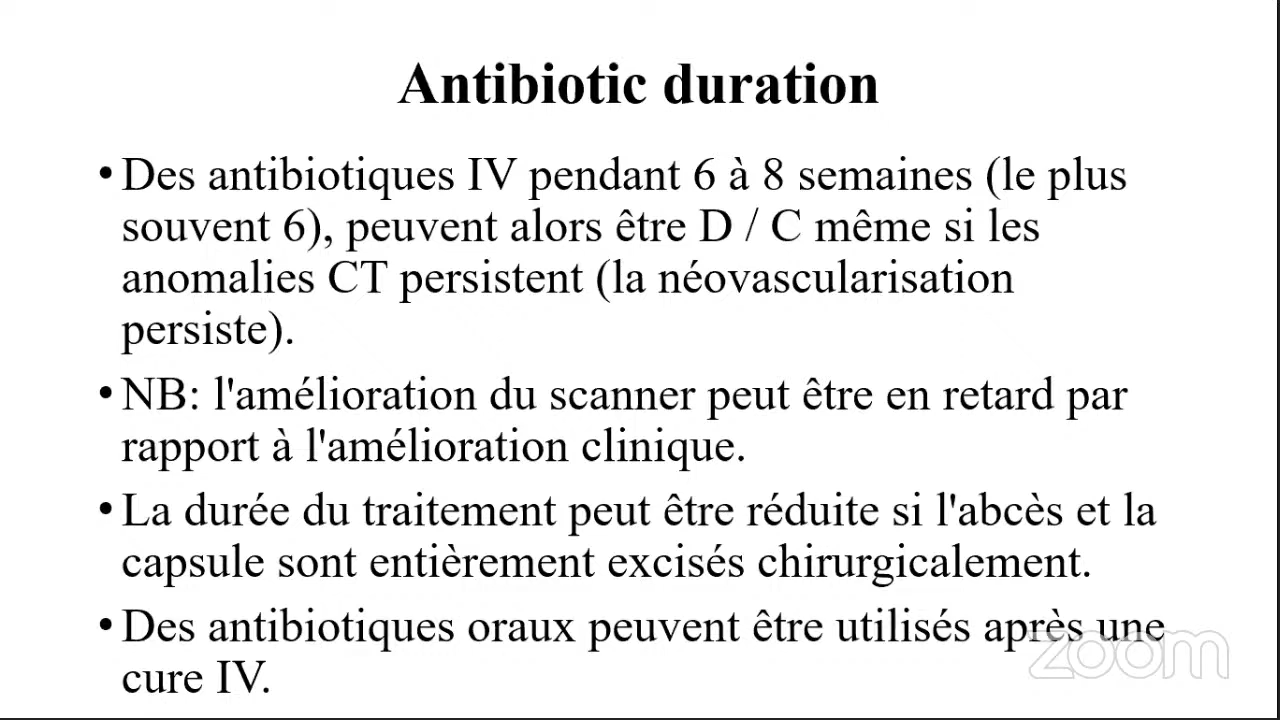 Antibiotic duration
•Des antibiotiques IV pendant 6 à 8 semaines (le plus
souvent 6), peuvent alors être D / C même si les
anomalies CT persistent (la néovascularisation
persiste).
•NB: l'amélioration du scanner peut être en retard par
rapport à l'amélioration clinique.
•La durée du traitement peut être réduite si l'abcès et la
capsule sont entièrement excisés chirurgicalement.
•Des antibiotiques oraux peuvent être utilisés après une
cure IV.
zoom